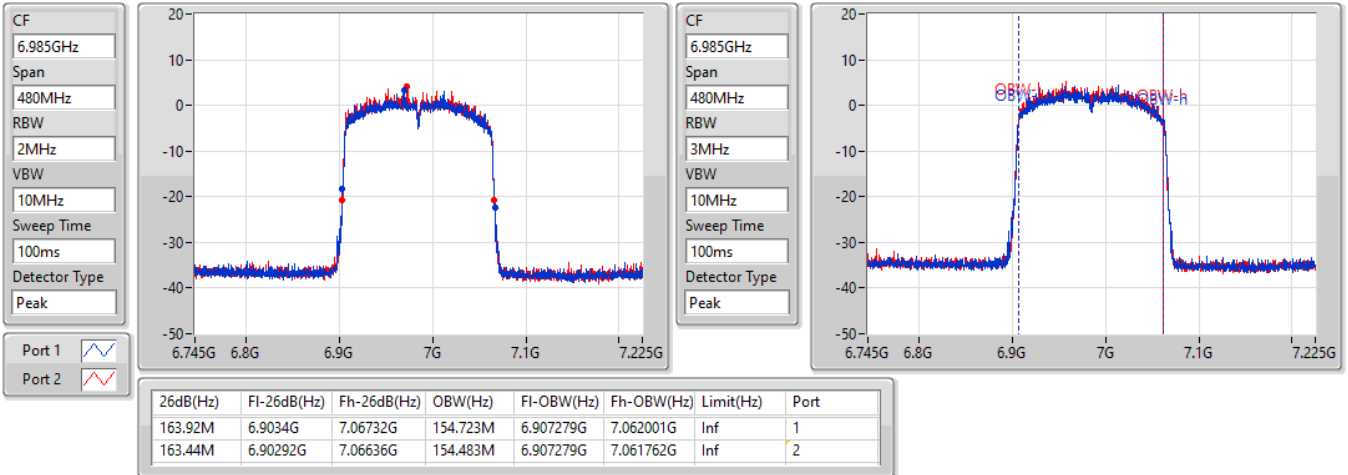 CF
6.985GHz
Span
480MHz
RBW
2MHz
VBW
10MHz
Sweep Time
100ms
Detector Type
Peak
Port 1
Port 2
20-
10-
0-
-10-
-20-
-30-
-40-
-50-
6.745G 6.8G 6.9G 7G 7.1G 7.225G
CF
6.985GHz
Span
480MHz
RBW
3MHz
VBW
10MHz
Sweep Time
100ms
Detector Type
Peak
20-
10-
0-
-10-
-20-
-30-
-40-
-50-
OBW-l
OBW-h
6.745G 6.8G 6.9G 7G 7.1G 7.225G
26dB(Hz) Fl-26dB(Hz) Fh-26dB(Hz) OBW(Hz) Fl-OBW(Hz) Fh-OBW(Hz) Limit(Hz) Port
163.92M 6.9034G 7.06732G 154.723M 6.907279G 7.062001G Inf 1
163.44M 6.90292G 7.06636G 154.483M 6.907279G 7.061762G Inf 2